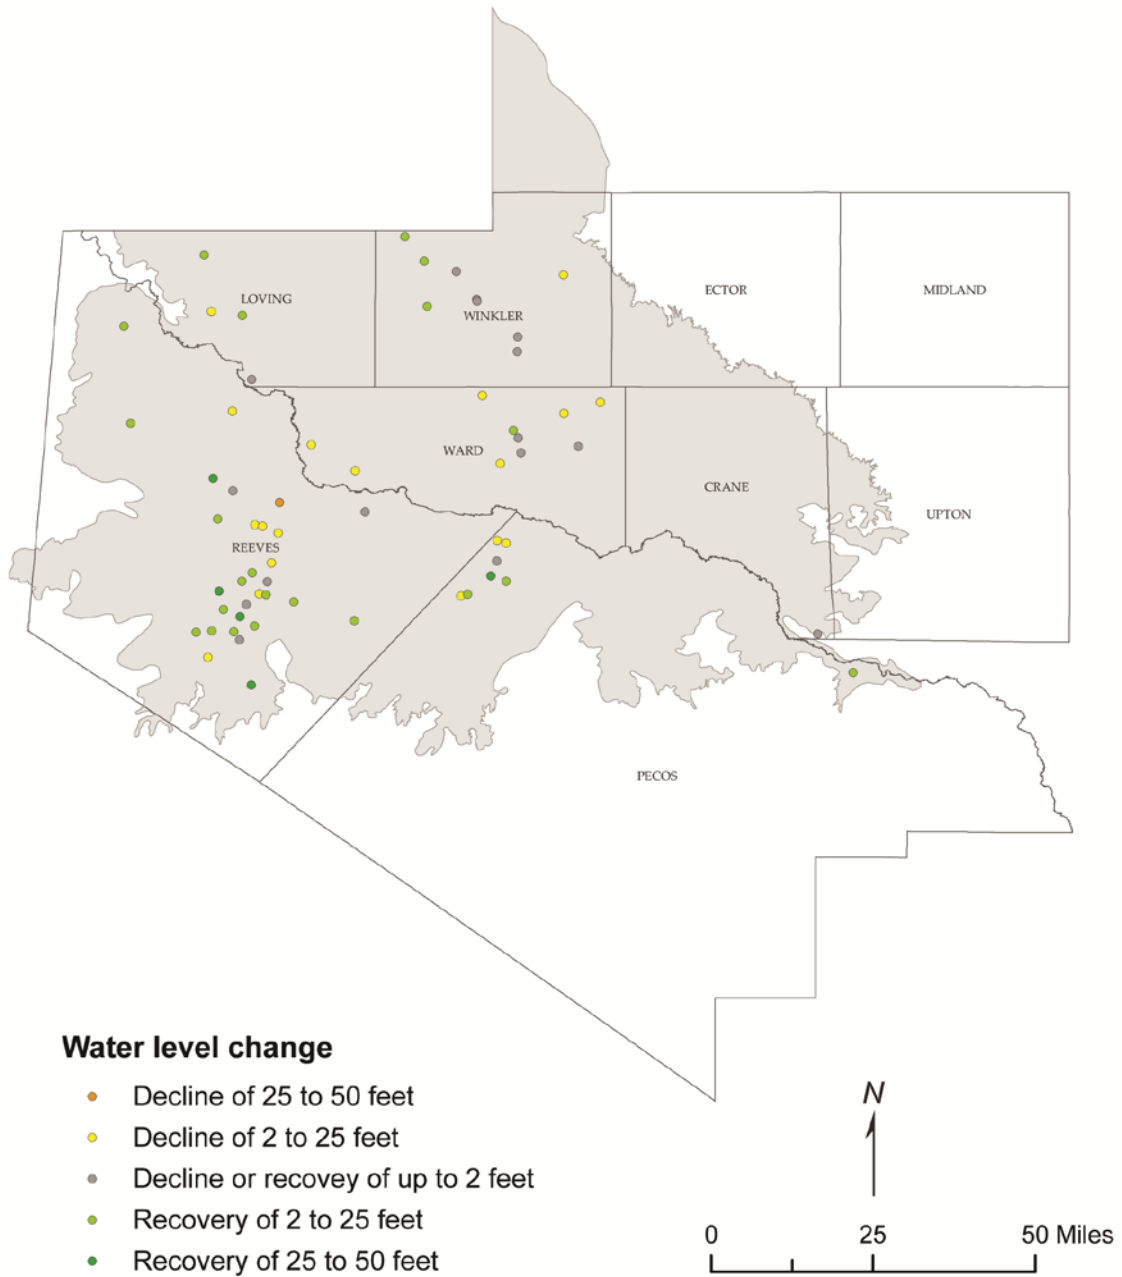 LOVING
WINKLER
ECTOR
MIDLAND
WARD
CRANE
UPTON
REEVES
PECOS
Water level change
Decline of 25 to 50 feet
Decline of 2 to 25 feet
Decline or recovey of up to 2 feet
Recovery of 2 to 25 feet
Recovery of 25 to 50 feet
N
0 25 50 Miles